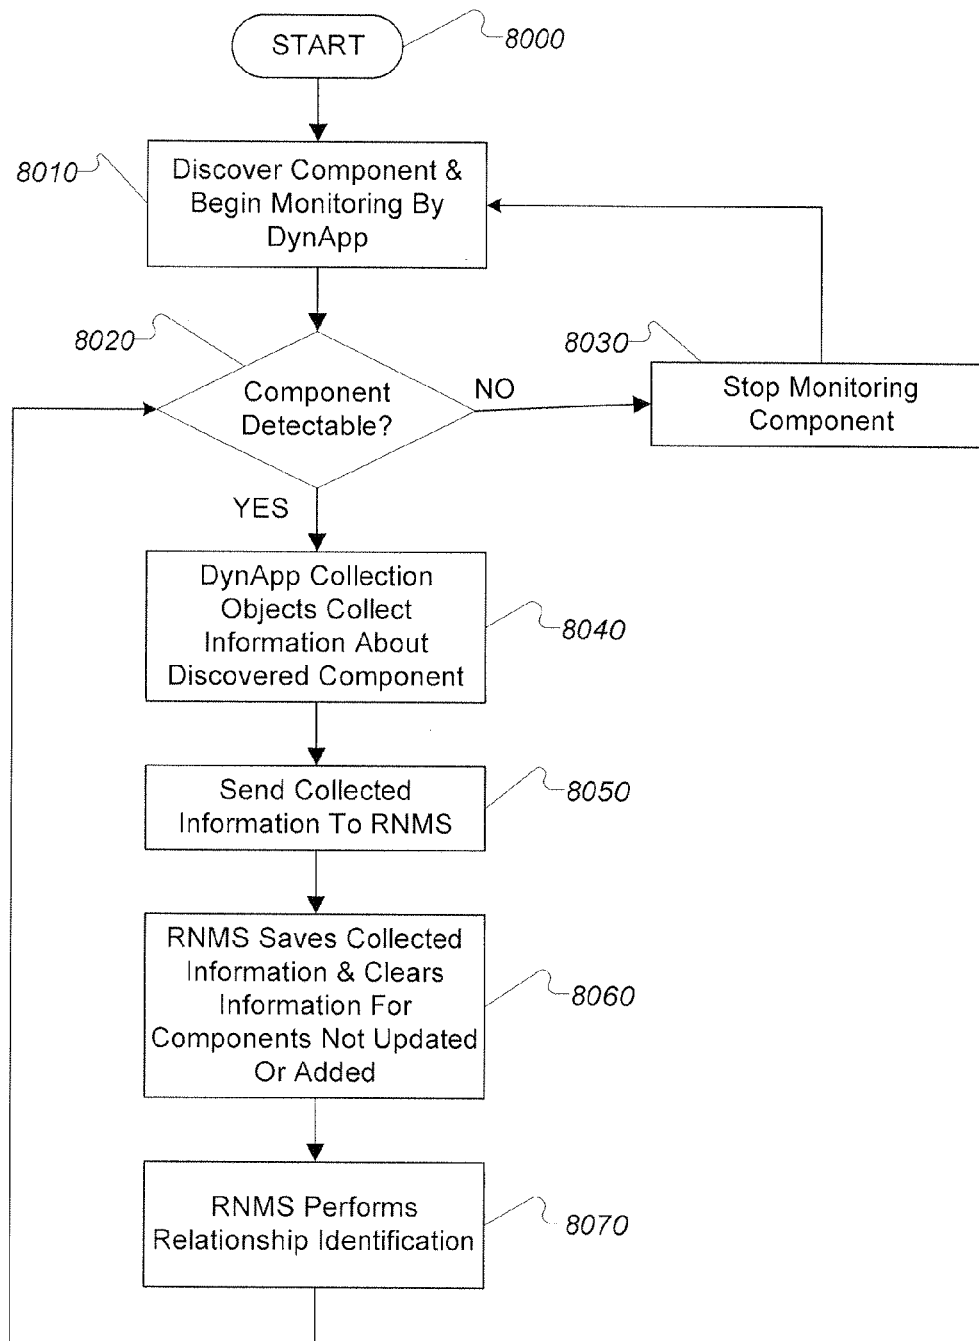 START
8000
8010
Discover Component &
Begin Monitoring By
DynApp
8020
Component
Detectable?
NO
8030
Stop Monitoring
Component
YES
DynApp Collection
Objects Collect
Information About
Discovered Component
8040
Send Collected
Information To RNMS
8050
RNMS Saves Collected
Information & Clears
Information For
Components Not Updated
Or Added
8060
RNMS Performs
Relationship Identification
8070